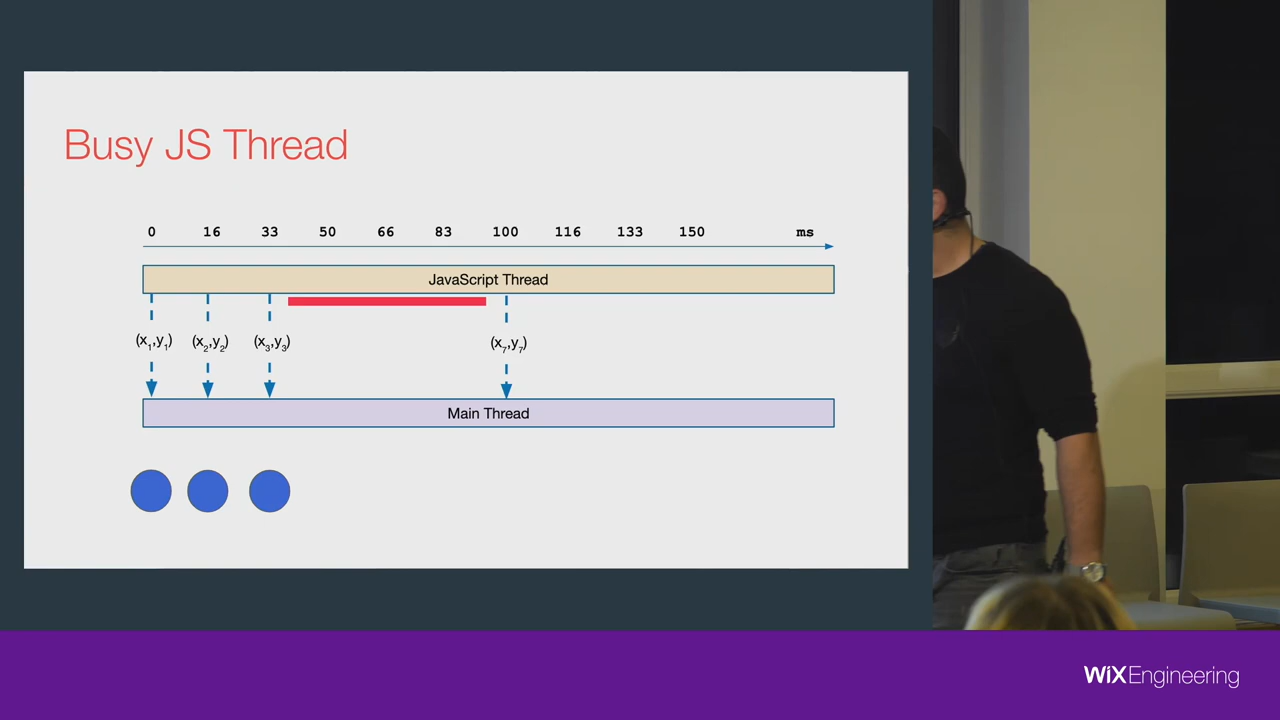 Busy JS Thread
0 16 33 50 66 83 100 116 133 150 ms
JavaScript Thread
(x₁,y₁) (x₂,y₂) (x₃,y₃) (x₇,y₇)
Main Thread
WiX Engineering